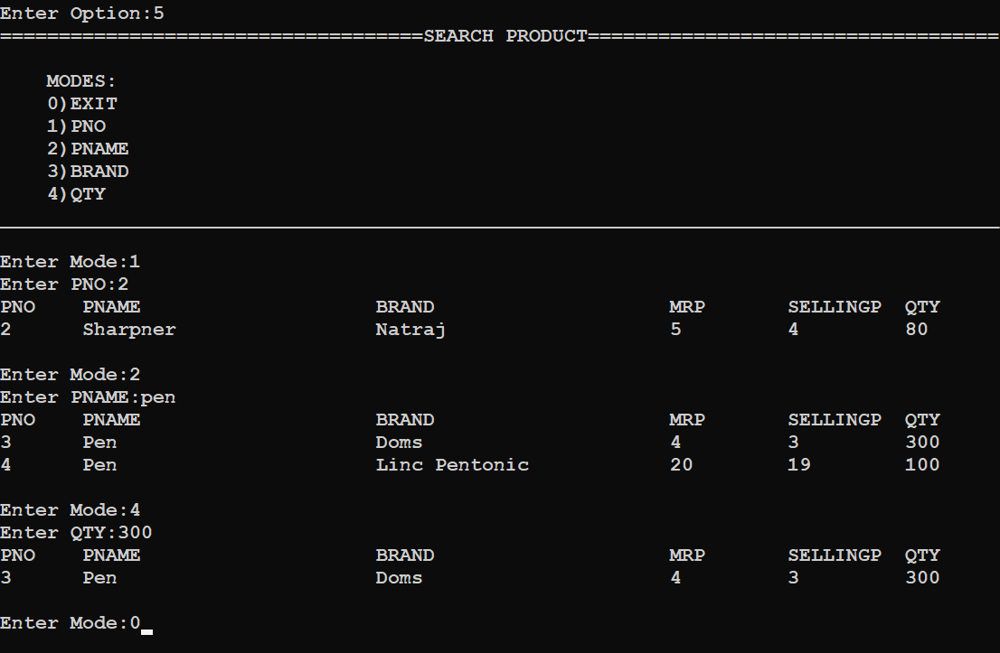 Enter Option:5
====================================SEARCH PRODUCT===================================
MODES:
0)EXIT
1)PNO
2)PNAME
3)BRAND
4)QTY
Enter Mode:1
Enter PNO:2
PNO PNAME BRAND MRP SELLINGP QTY
2 Sharpner Natraj 5 4 80
Enter Mode:2
Enter PNAME:pen
PNO PNAME BRAND MRP SELLINGP QTY
3 Pen Doms 4 3 300
4 Pen Linc Pentonic 20 19 100
Enter Mode:4
Enter QTY:300
PNO PNAME BRAND MRP SELLINGP QTY
3 Pen Doms 4 3 300
Enter Mode:0